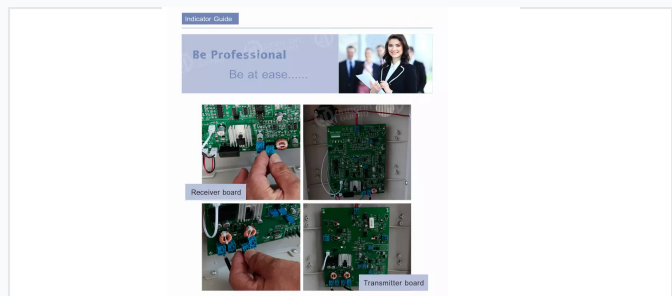 Indicator Guide
Be Professional
Be at ease......
Receiver board
Transmitter board